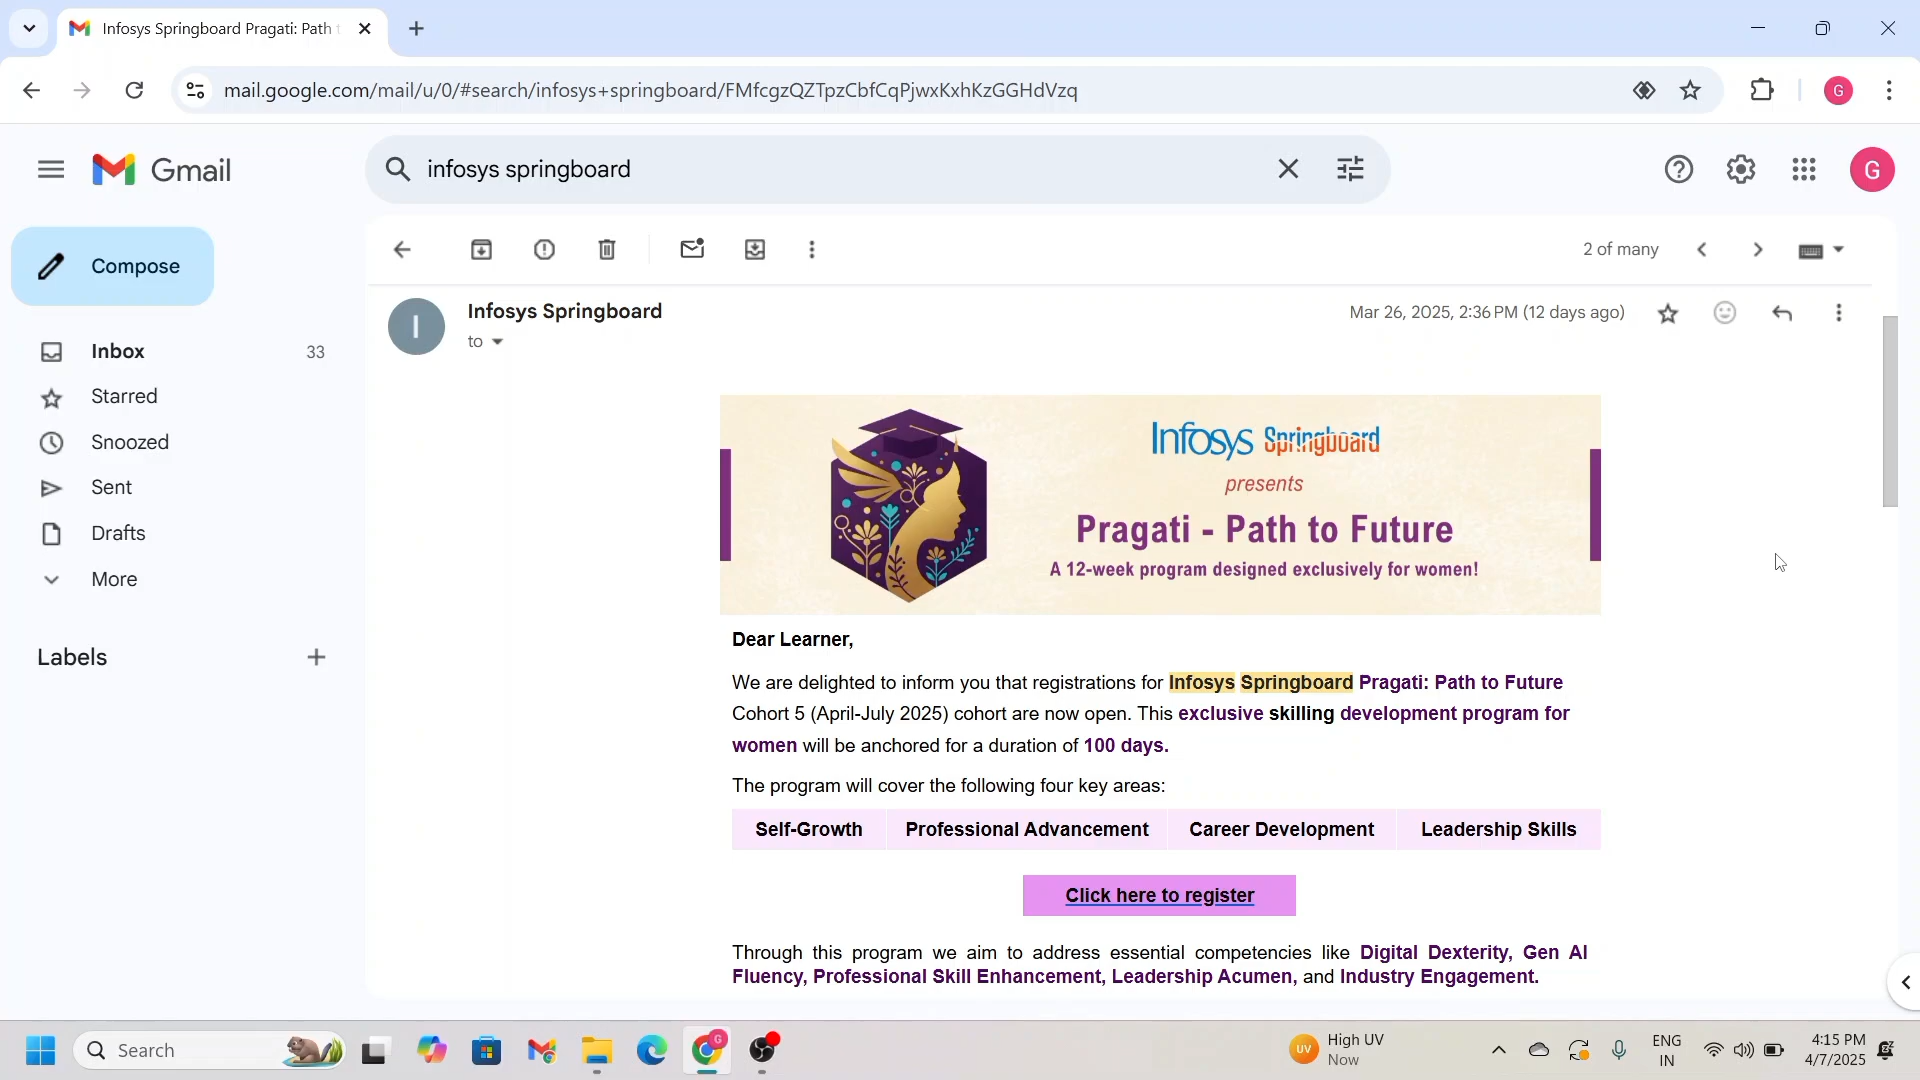 Infosys Springboard Pragati: Path t
mail.google.com/mail/u/0/#search/infosys+springboard/FMfcgzQZTpzCbfCqPjwxKxhKzGGHdVzq
G
Gmail
infosys springboard
G
Compose
2 of many
Inbox 33
Starred
Snoozed
Sent
Drafts
More
Labels
I
Infosys Springboard
Mar 26, 2025, 2:36 PM (12 days ago)
to
Infosys Springboard
presents
Pragati - Path to Future
A 12-week program designed exclusively for women!
Dear Learner,
We are delighted to inform you that registrations for Infosys Springboard Pragati: Path to Future
Cohort 5 (April-July 2025) cohort are now open. This exclusive skilling development program for
women will be anchored for a duration of 100 days.
The program will cover the following four key areas:
Self-Growth Professional Advancement Career Development Leadership Skills
Click here to register
Through this program we aim to address essential competencies like Digital Dexterity, Gen AI
Fluency, Professional Skill Enhancement, Leadership Acumen, and Industry Engagement.
Search
G
UV
High UV
Now
ENG
IN
4:15 PM
4/7/2025